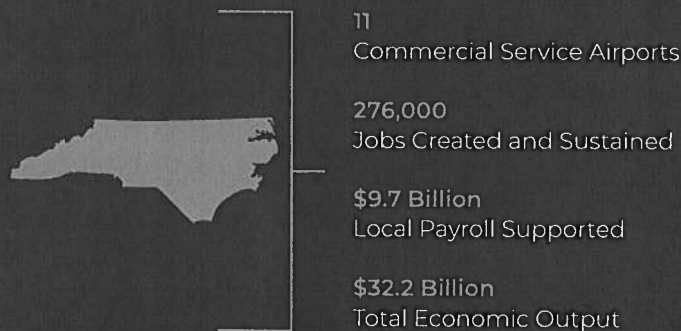 11
Commercial Service Airports
276,000
Jobs Created and Sustained
$9.7 Billion
Local Payroll Supported
$32.2 Billion
Total Economic Output